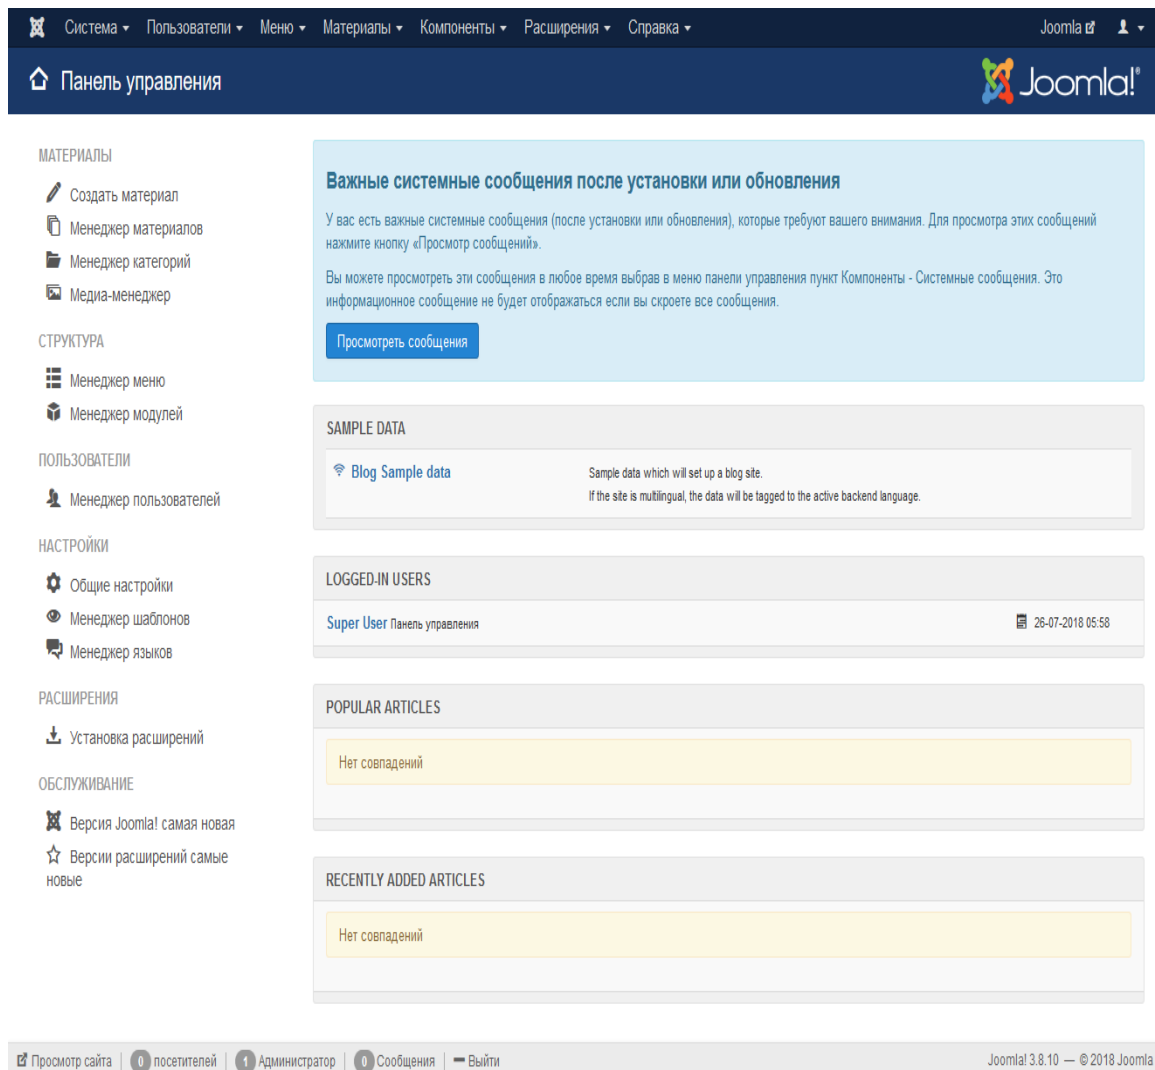 Система Пользователи Меню Материалы Компоненты Расширения Справка Joomla
Панель управления Joomla!®
МАТЕРИАЛЫ
Создать материал
Менеджер материалов
Менеджер категорий
Медиа-менеджер
СТРУКТУРА
Менеджер меню
Менеджер модулей
ПОЛЬЗОВАТЕЛИ
Менеджер пользователей
НАСТРОЙКИ
Общие настройки
Менеджер шаблонов
Менеджер языков
РАСШИРЕНИЯ
Установка расширений
ОБСЛУЖИВАНИЕ
Версия Joomla! самая новая
Версии расширений самые
новые
Важные системные сообщения после установки или обновления
У вас есть важные системные сообщения (после установки или обновления), которые требуют вашего внимания. Для просмотра этих сообщений
нажмите кнопку «Просмотр сообщений».
Вы можете просмотреть эти сообщения в любое время выбрав в меню панели управления пункт Компоненты - Системные сообщения. Это
информационное сообщение не будет отображаться если вы скроете все сообщения.
Просмотреть сообщения
SAMPLE DATA
Blog Sample data
Sample data which will set up a blog site.
If the site is multilingual, the data will be tagged to the active backend language.
LOGGED-IN USERS
Super User Панель управления 26-07-2018 05:58
POPULAR ARTICLES
Нет совпадений
RECENTLY ADDED ARTICLES
Нет совпадений
Просмотр сайта | 0 посетителей | 1 Администратор | 0 Сообщения | Выйти Joomla! 3.8.10 — © 2018 Joomla